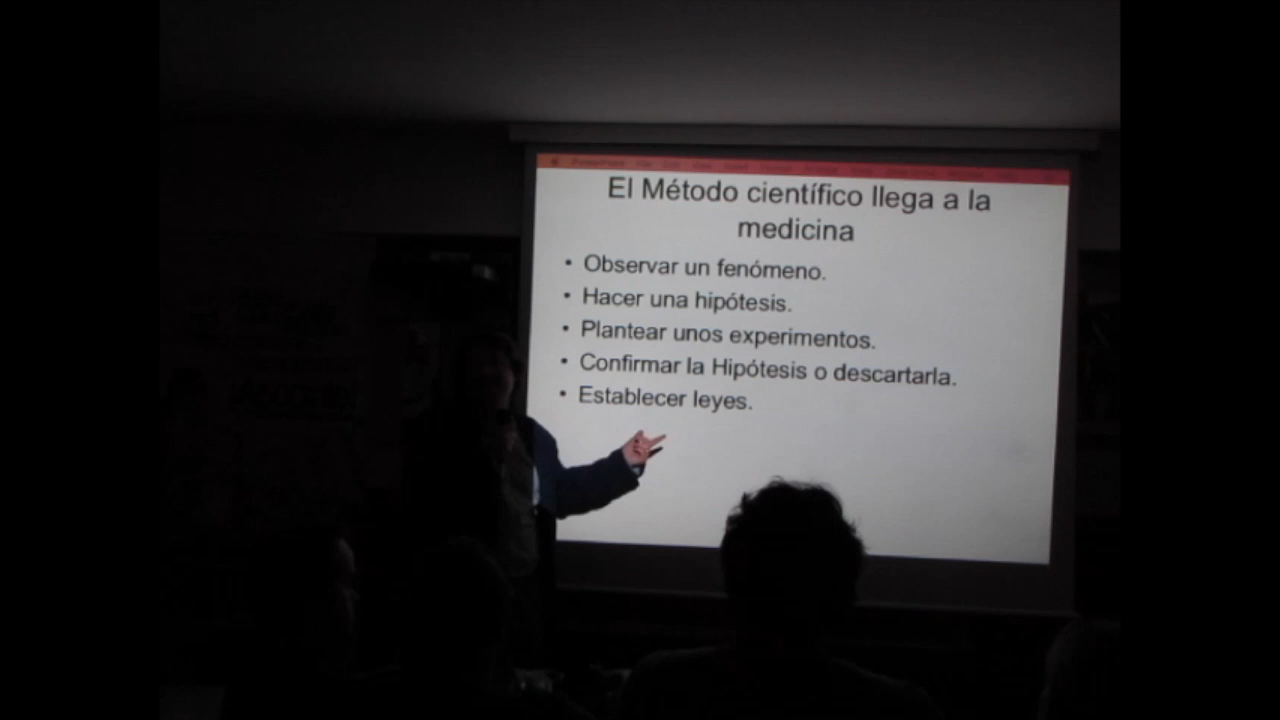 El Método científico llega a la
medicina
• Observar un fenómeno.
• Hacer una hipótesis.
• Plantear unos experimentos.
• Confirmar la Hipótesis o descartarla.
• Establecer leyes.